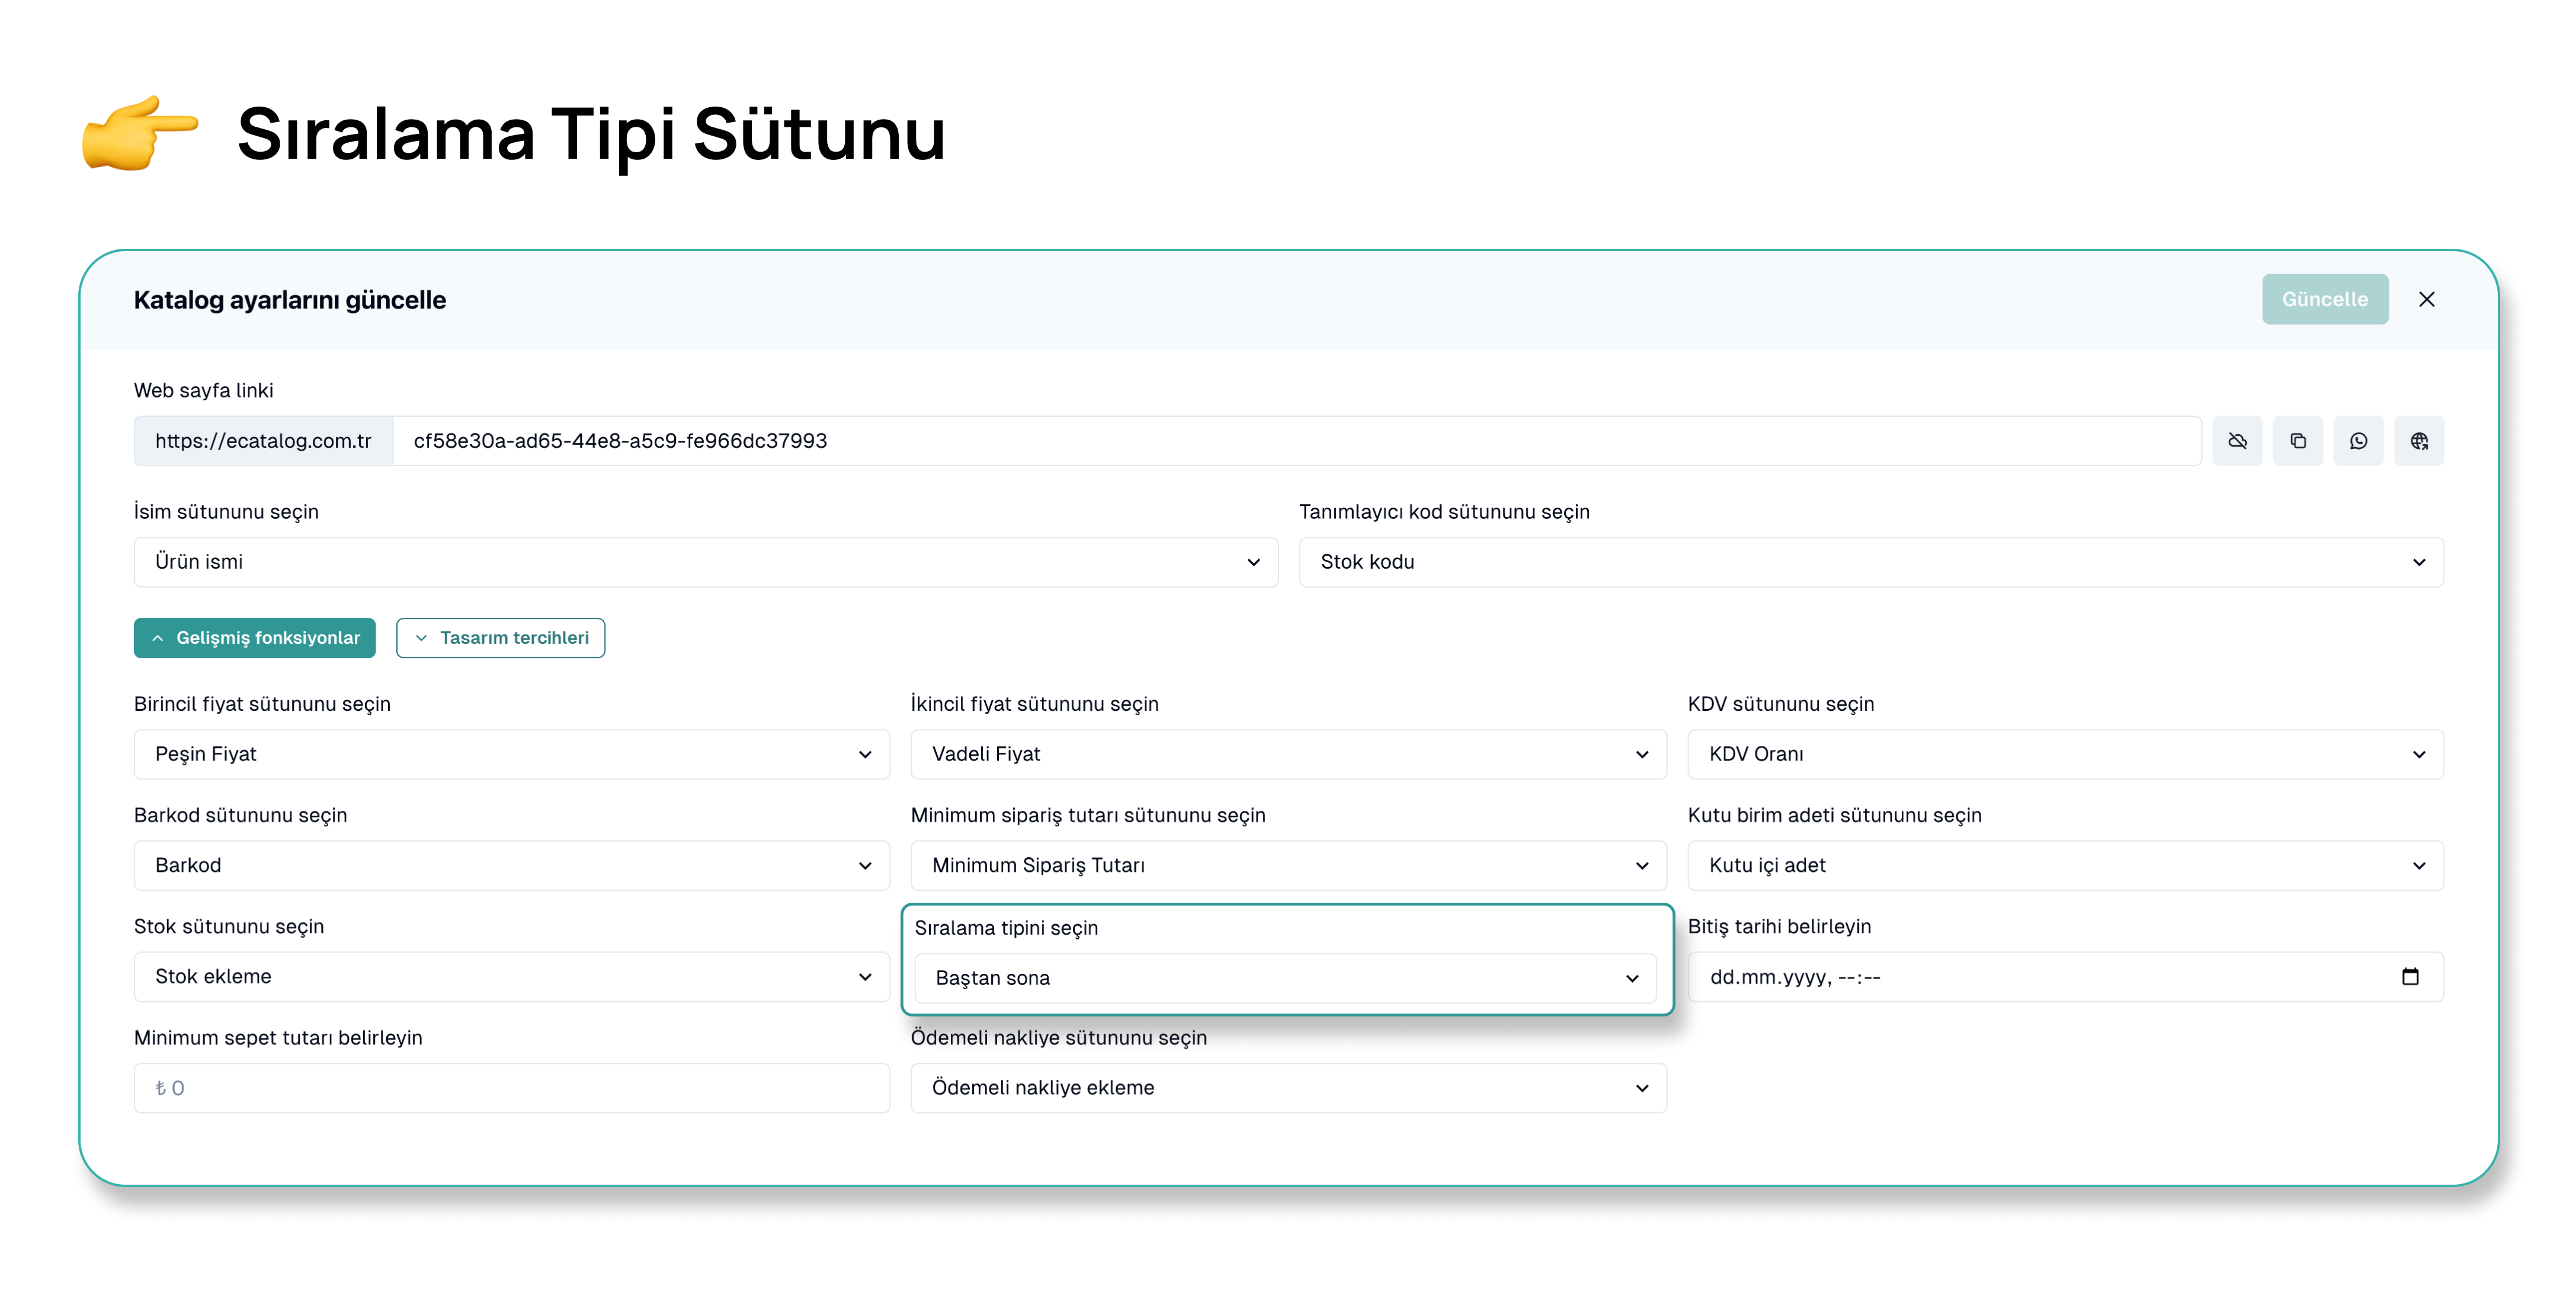 Sıralama Tipi Sütunu
Katalog ayarlarını güncelle
Güncelle
Web sayfa linki
https://ecatalog.com.tr
cf58e30a-ad65-44e8-a5c9-fe966dc37993
İsim sütununu seçin
Tanımlayıcı kod sütununu seçin
Ürün ismi
Stok kodu
Gelişmiş fonksiyonlar
Tasarım tercihleri
Birincil fiyat sütununu seçin
İkincil fiyat sütununu seçin
KDV sütununu seçin
Peşin Fiyat
Vadeli Fiyat
KDV Oranı
Barkod sütununu seçin
Minimum sipariş tutarı sütununu seçin
Kutu birim adeti sütununu seçin
Barkod
Minimum Sipariş Tutarı
Kutu içi adet
Stok sütununu seçin
Sıralama tipini seçin
Bitiş tarihi belirleyin
Stok ekleme
Baştan sona
dd.mm.yyyy, --:--
Minimum sepet tutarı belirleyin
Ödemeli nakliye sütununu seçin
₺ 0
Ödemeli nakliye ekleme